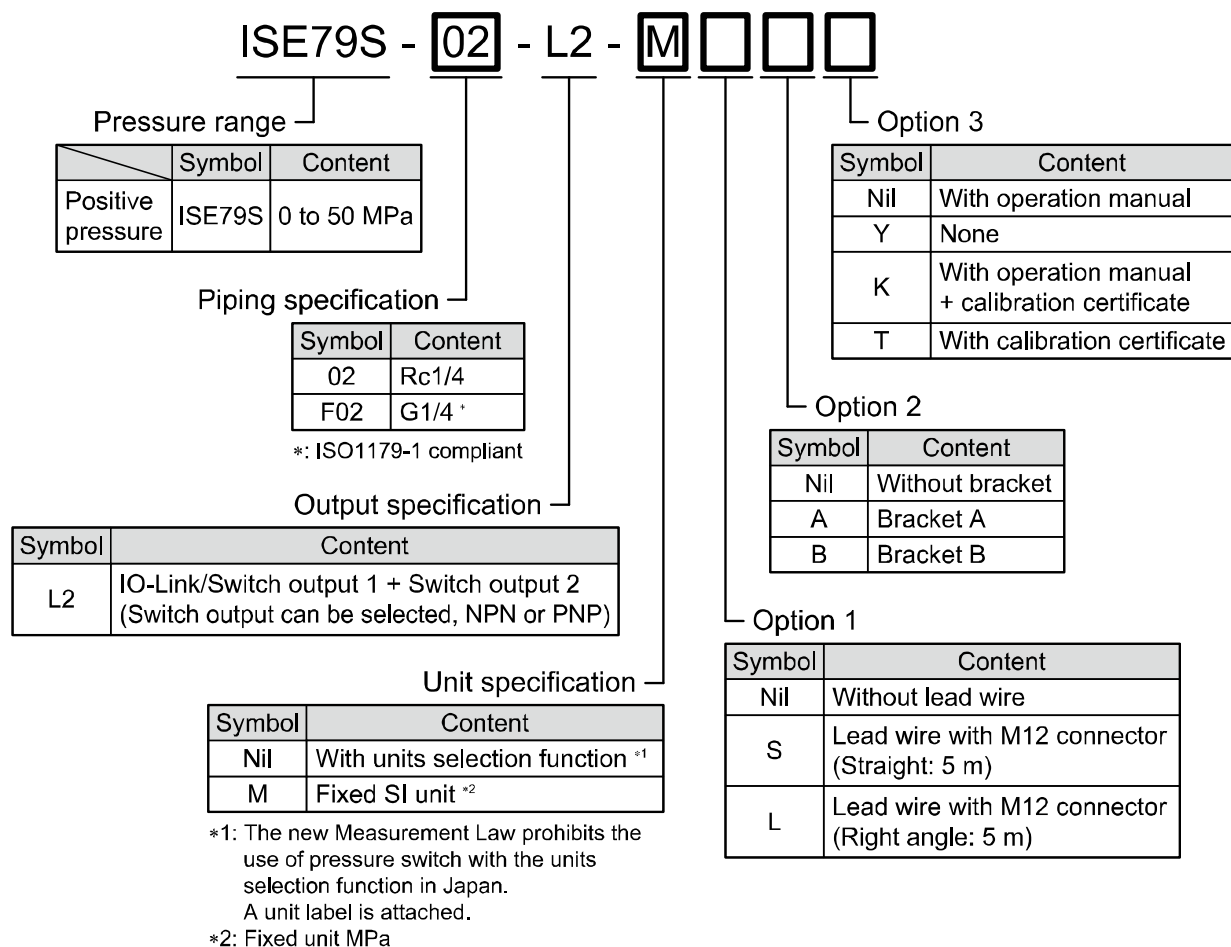 ISE79S - 02 - L2 - M
Pressure range
Symbol Content
Positive pressure ISE79S 0 to 50 MPa
Piping specification
Symbol Content
02 Rc1/4
F02 G1/4 *
*: ISO1179-1 compliant
Output specification
Symbol Content
L2 IO-Link/Switch output 1 + Switch output 2
(Switch output can be selected, NPN or PNP)
Unit specification
Symbol Content
Nil With units selection function *1
M Fixed SI unit *2
*1: The new Measurement Law prohibits the
use of pressure switch with the units
selection function in Japan.
A unit label is attached.
*2: Fixed unit MPa
Option 3
Symbol Content
Nil With operation manual
Y None
K With operation manual
+ calibration certificate
T With calibration certificate
Option 2
Symbol Content
Nil Without bracket
A Bracket A
B Bracket B
Option 1
Symbol Content
Nil Without lead wire
S Lead wire with M12 connector
(Straight: 5 m)
L Lead wire with M12 connector
(Right angle: 5 m)